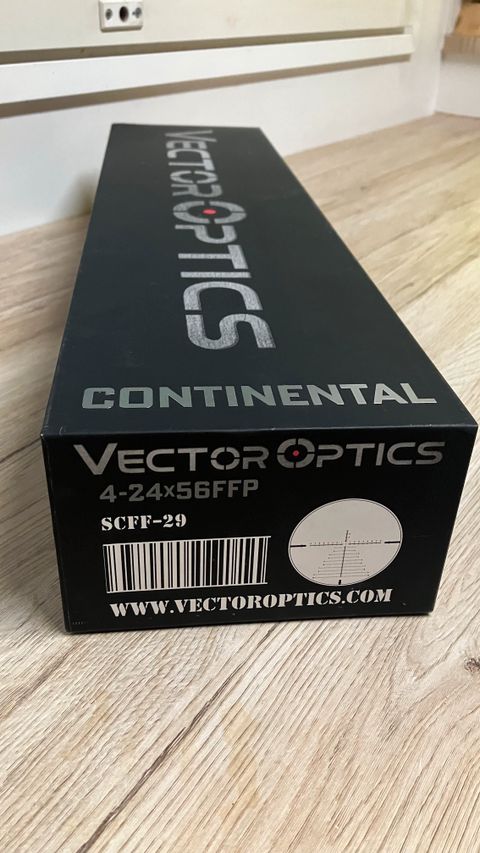 VECTOR OPTICS
CONTINENTAL
VECTOR OPTICS
4-24x56FFP
SCFF-29
WWW.VECTOROPTICS.COM